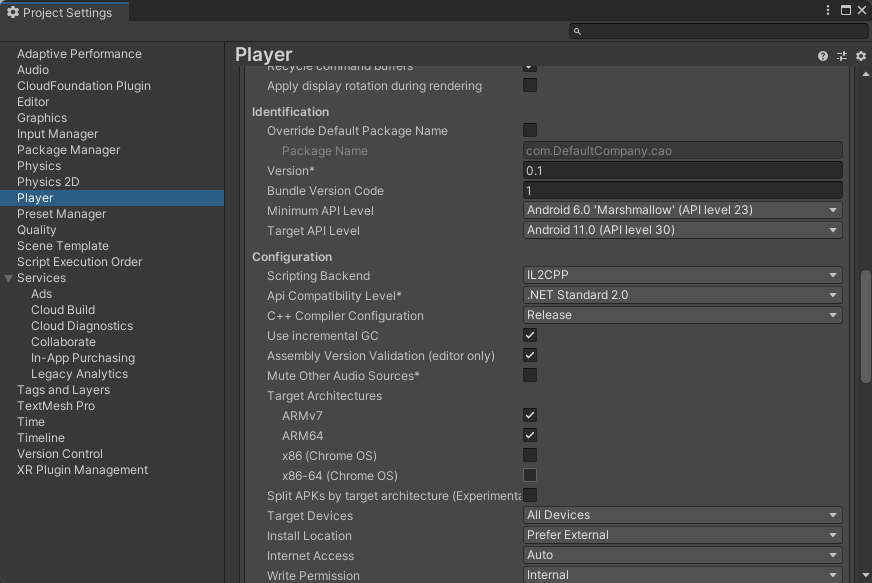 Project Settings
Adaptive Performance
Audio
CloudFoundation Plugin
Editor
Graphics
Input Manager
Package Manager
Physics
Physics 2D
Player
Preset Manager
Quality
Scene Template
Script Execution Order
Services
Ads
Cloud Build
Cloud Diagnostics
Collaborate
In-App Purchasing
Legacy Analytics
Tags and Layers
TextMesh Pro
Time
Timeline
Version Control
XR Plugin Management
Player
Recycle command buffers
Apply display rotation during rendering
Identification
Override Default Package Name
Package Name com.DefaultCompany.cao
Version* 0.1
Bundle Version Code 1
Minimum API Level Android 6.0 'Marshmallow' (API level 23)
Target API Level Android 11.0 (API level 30)
Configuration
Scripting Backend IL2CPP
Api Compatibility Level* .NET Standard 2.0
C++ Compiler Configuration Release
Use incremental GC
Assembly Version Validation (editor only)
Mute Other Audio Sources*
Target Architectures
ARMv7
ARM64
x86 (Chrome OS)
x86-64 (Chrome OS)
Split APKs by target architecture (Experimenta
Target Devices All Devices
Install Location Prefer External
Internet Access Auto
Write Permission Internal